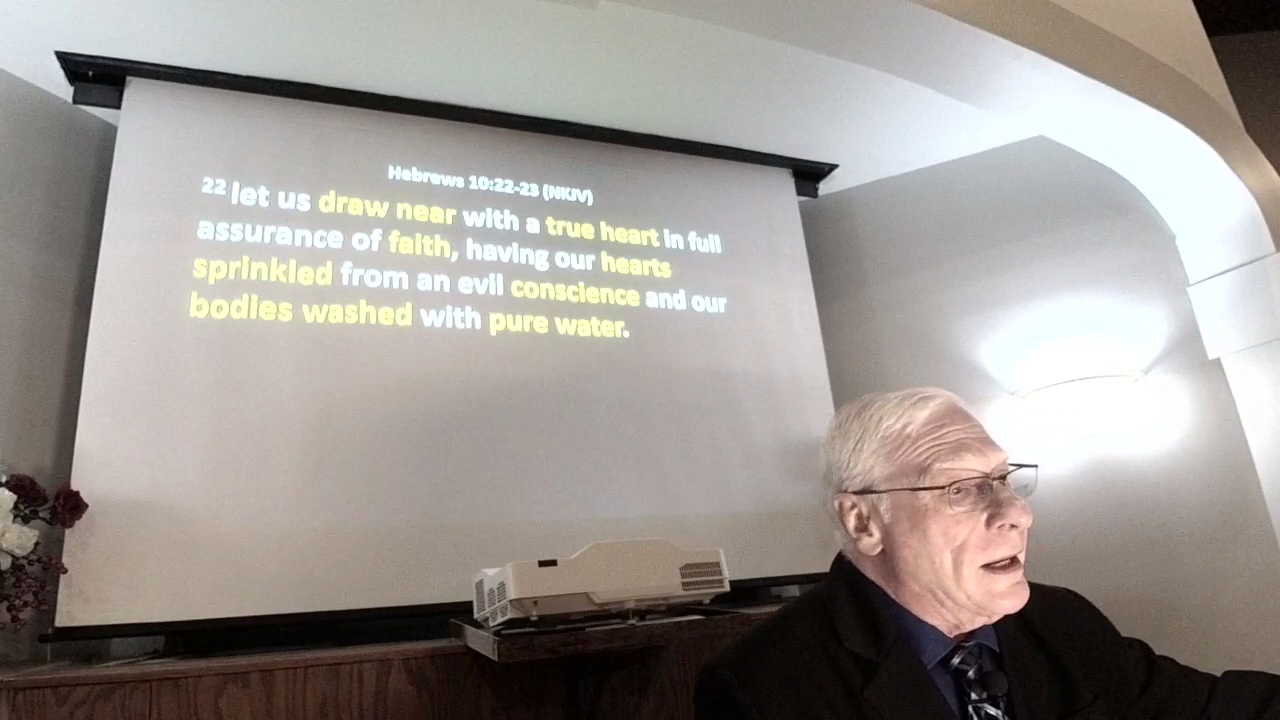 Hebrews 10:22-23 (NKJV)
22 let us draw near with a true heart in full
assurance of faith, having our hearts
sprinkled from an evil conscience and our
bodies washed with pure water.